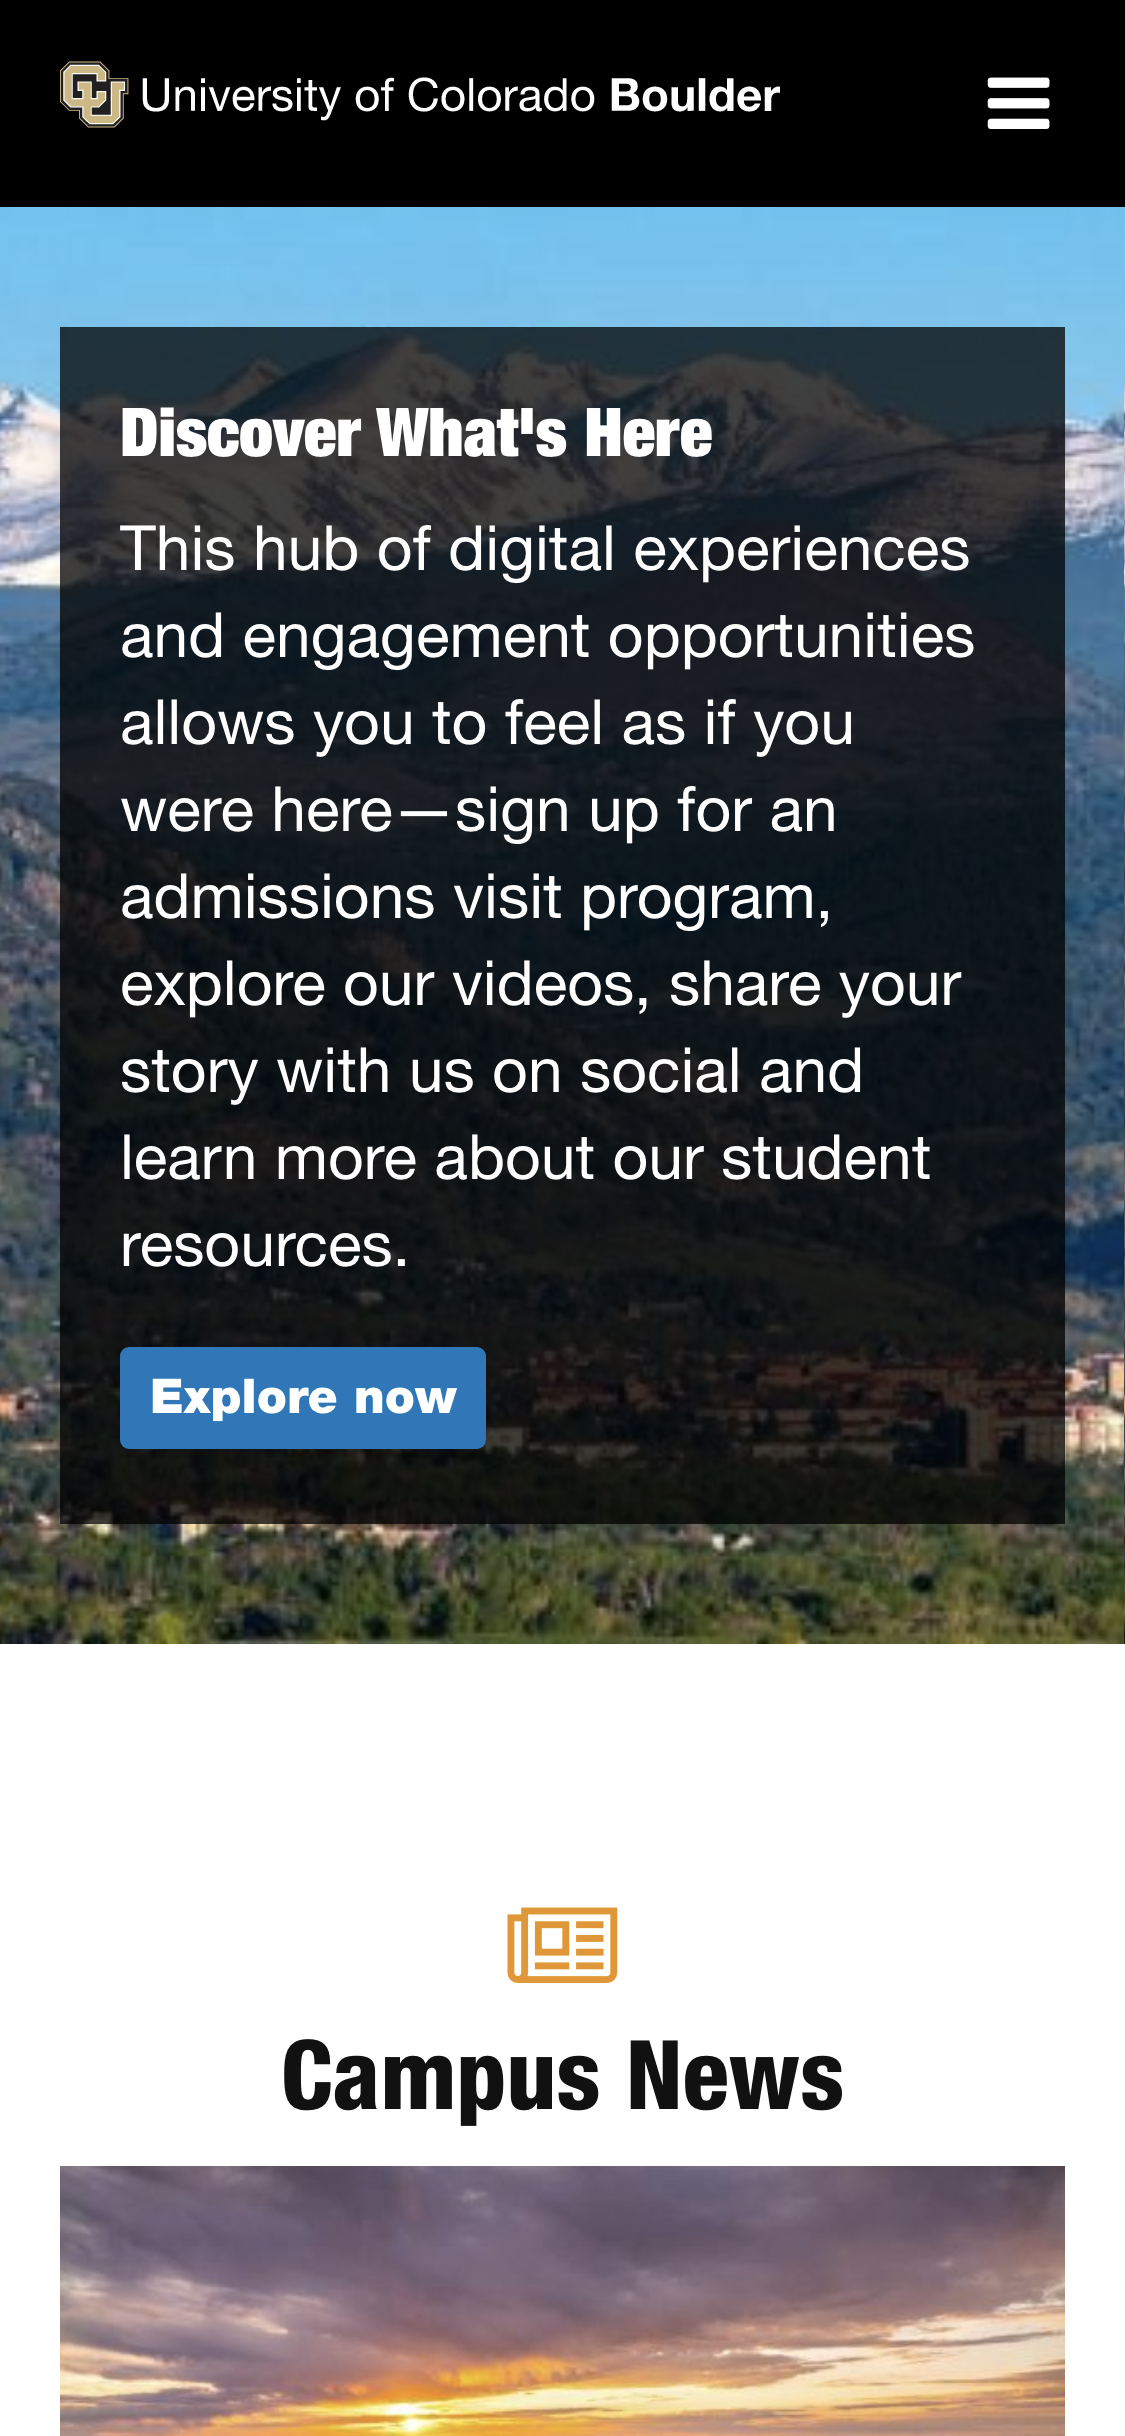 CU University of Colorado Boulder
Discover What's Here
This hub of digital experiences
and engagement opportunities
allows you to feel as if you
were here—sign up for an
admissions visit program,
explore our videos, share your
story with us on social and
learn more about our student
resources.
Explore now
Campus News